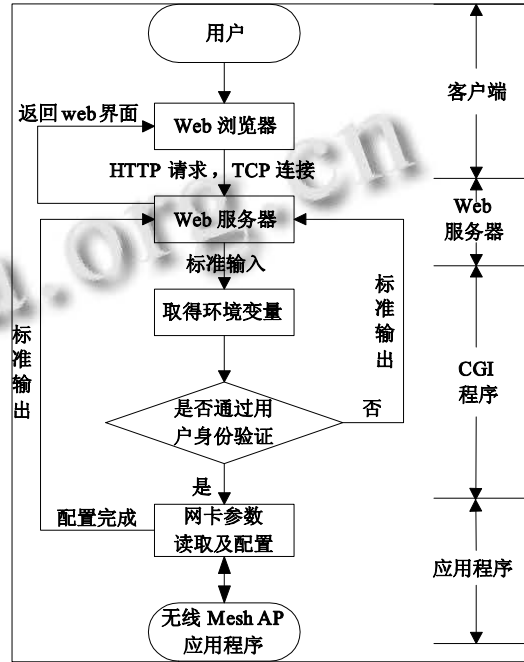 用户
返回 web 界面
Web 浏览器
HTTP 请求，TCP 连接
Web 服务器
标准输入
取得环境变量
标准输出
标准输出
是否通过用
户身份验证
否
是
配置完成
网卡参数
读取及配置
无线 Mesh AP
应用程序
客户端
Web
服务器
CGI
程序
应用程序
a.org.cn